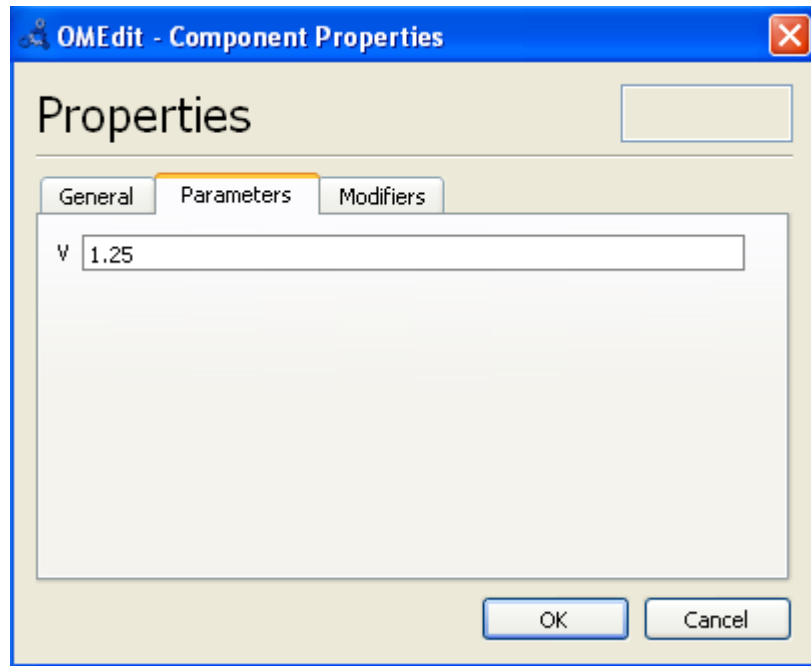 OMEdit - Component Properties
Properties
General Parameters Modifiers
V 1.25
OK Cancel